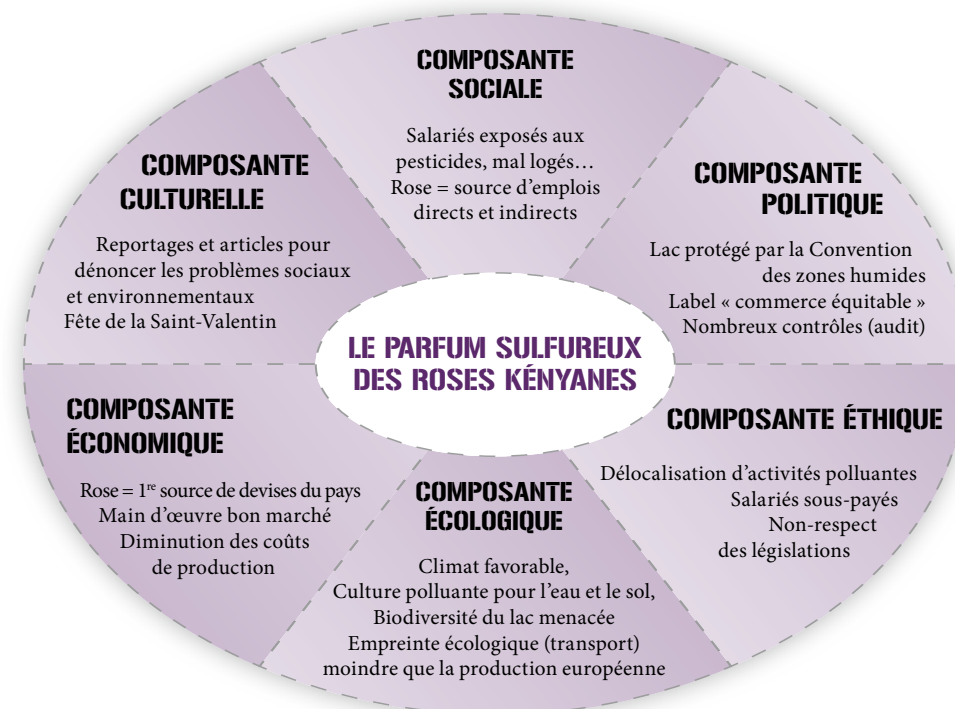 COMPOSANTE
SOCIALE
Salariés exposés aux
pesticides, mal logés…
Rose = source d’emplois
directs et indirects
COMPOSANTE
POLITIQUE
Lac protégé par la Convention
des zones humides
Label « commerce équitable »
Nombreux contrôles (audit)
COMPOSANTE ÉTHIQUE
Délocalisation d’activités polluantes
Salariés sous-payés
Non-respect
des législations
COMPOSANTE
ÉCOLOGIQUE
Climat favorable,
Culture polluante pour l’eau et le sol,
Biodiversité du lac menacée
Empreinte écologique (transport)
moindre que la production européenne
COMPOSANTE
ÉCONOMIQUE
Rose = 1re source de devises du pays
Main d’œuvre bon marché
Diminution des coûts
de production
COMPOSANTE
CULTURELLE
Reportages et articles pour
dénoncer les problèmes sociaux
et environnementaux
Fête de la Saint-Valentin
LE PARFUM SULFUREUX
DES ROSES KÉNYANES